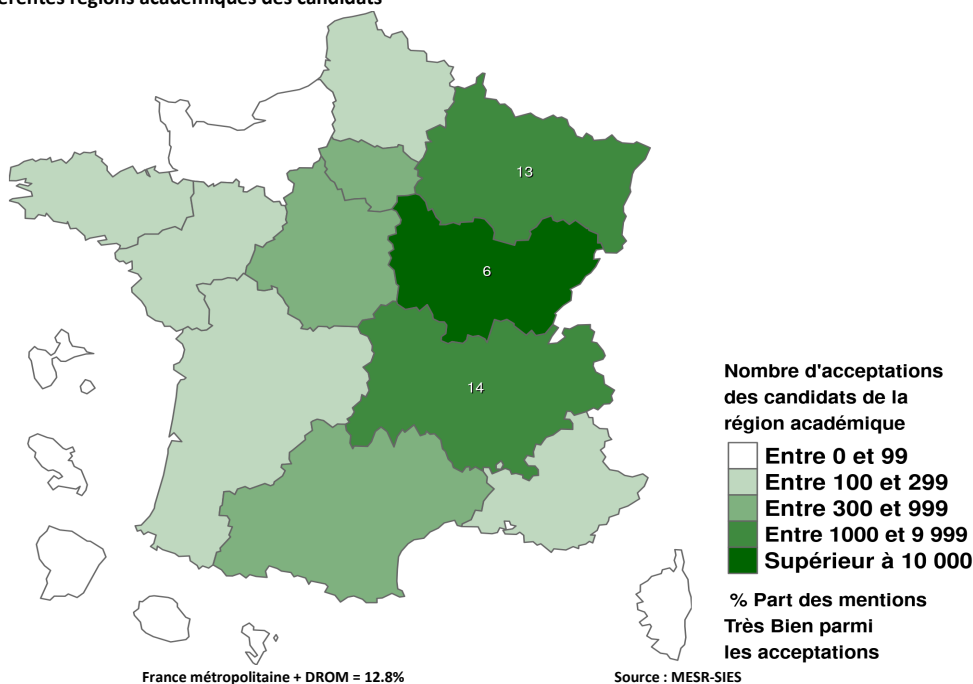 régions académiques des candidats
13
6
14
Nombre d'acceptations
des candidats de la
région académique
Entre 0 et 99
Entre 100 et 299
Entre 300 et 999
Entre 1000 et 9 999
Supérieur à 10 000
% Part des mentions
Très Bien parmi
les acceptations
France métropolitaine + DROM = 12.8%
Source : MESR-SIES